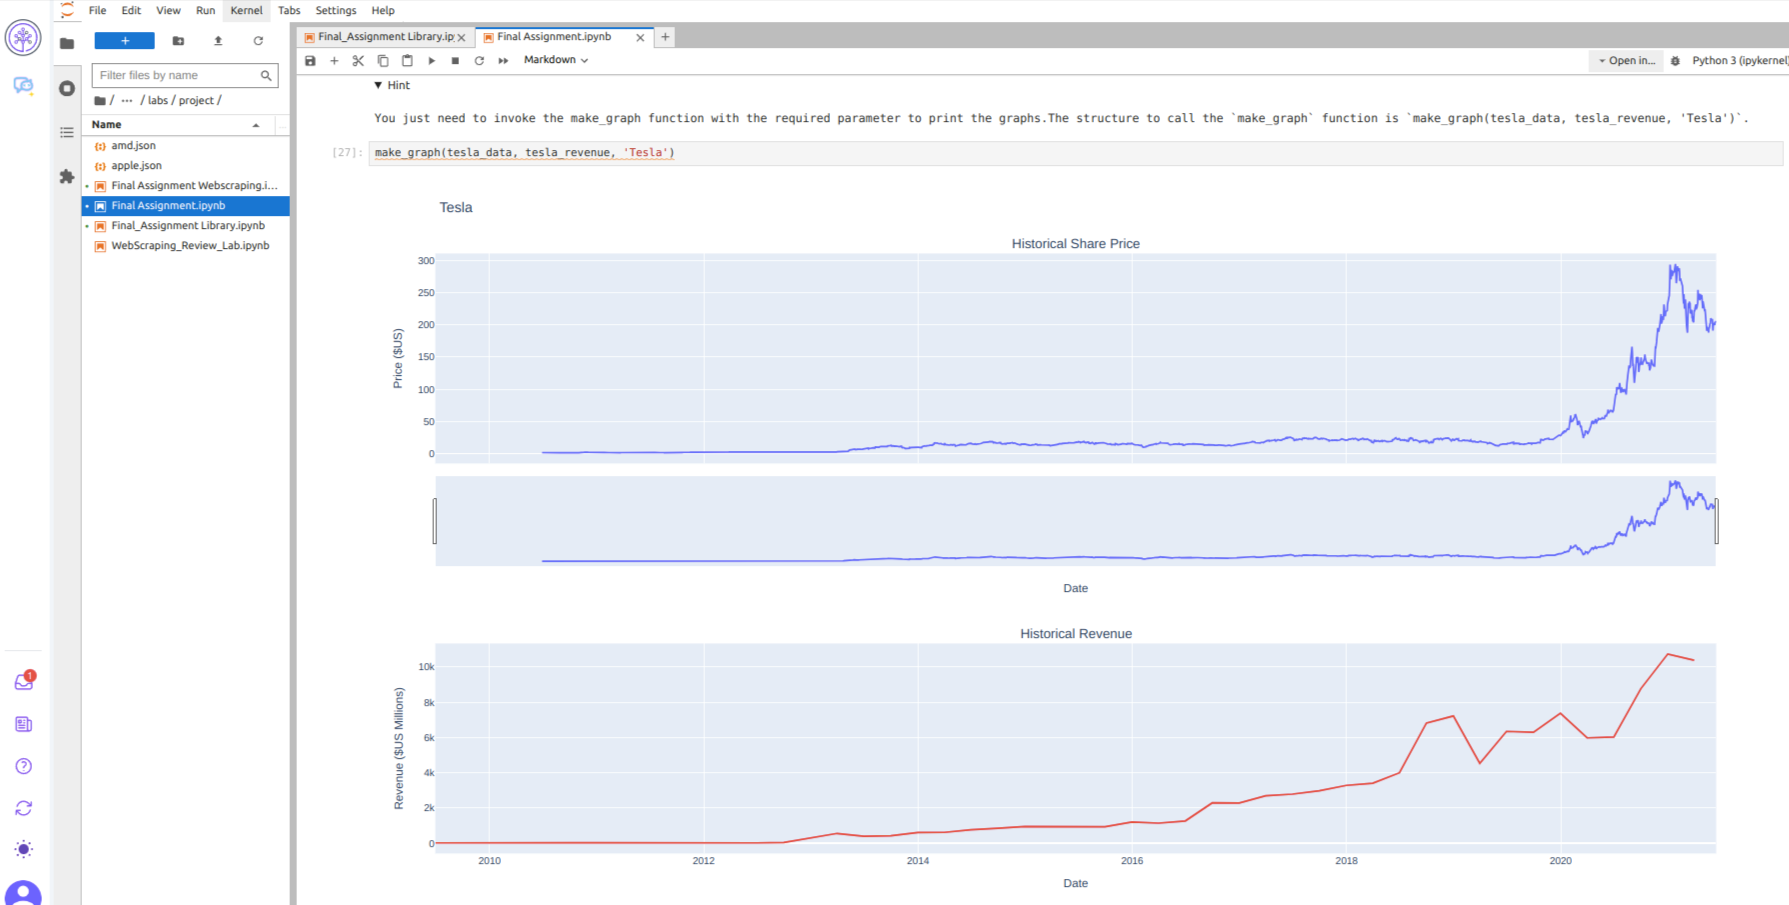 File Edit View Run Kernel Tabs Settings Help
+
Filter files by name
/ ··· / labs / project /
Name
amd.json
apple.json
Final Assignment Webscraping.i...
Final Assignment.ipynb
Final_Assignment Library.ipynb
WebScraping_Review_Lab.ipynb
1
Final_Assignment Library.ip
Final Assignment.ipynb
Markdown
Open in...
Python 3 (ipykernel)
Hint
You just need to invoke the make_graph function with the required parameter to print the graphs.The structure to call the `make_graph` function is `make_graph(tesla_data, tesla_revenue, 'Tesla')`.
[27]: make_graph(tesla_data, tesla_revenue, 'Tesla')
Tesla
Historical Share Price
Price ($US)
300
250
200
150
100
50
0
Date
Historical Revenue
Revenue ($US Millions)
10k
8k
6k
4k
2k
0
2010 2012 2014 2016 2018 2020
Date